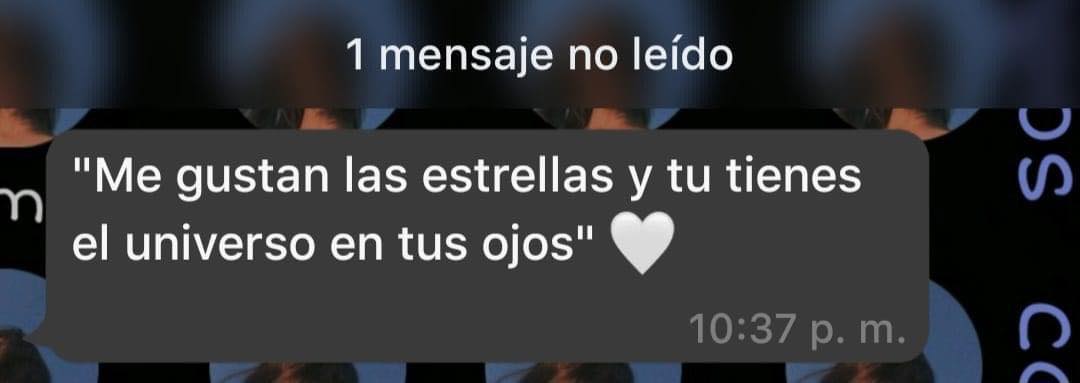 1 mensaje no leído
"Me gustan las estrellas y tu tienes
el universo en tus ojos" 🤍
10:37 p. m.